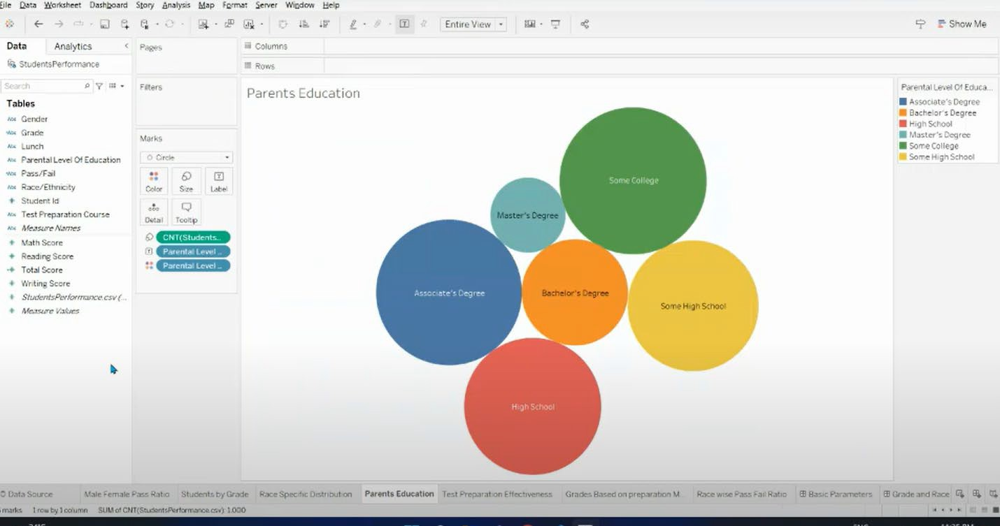 File Data Worksheet Dashboard Story Analysis Map Format Server Window Help
Entire View
Show Me
Data Analytics
StudentsPerformance
Search
Tables
Gender
Grade
Lunch
Parental Level Of Education
Pass/Fail
Race/Ethnicity
Student Id
Test Preparation Course
Measure Names
Math Score
Reading Score
Total Score
Writing Score
StudentsPerformance.csv (...
Measure Values
Pages
Filters
Marks
Circle
Color Size Label
Detail Tooltip
CNT(Students..
Parental Level ..
Parental Level ..
Columns
Rows
Parents Education
Some College
Master's Degree
Associate's Degree
Bachelor's Degree
Some High School
High School
Parental Level Of Educa...
Associate's Degree
Bachelor's Degree
High School
Master's Degree
Some College
Some High School
Data Source Male Female Pass Ratio Students by Grade Race Specific Distribution Parents Education Test Preparation Effectiveness Grades Based on preparation M... Race wise Pass Fail Ratio Basic Parameters Grade and Race
marks 1 row by 1 column SUM of CNT(StudentsPerformance.csv): 1,000